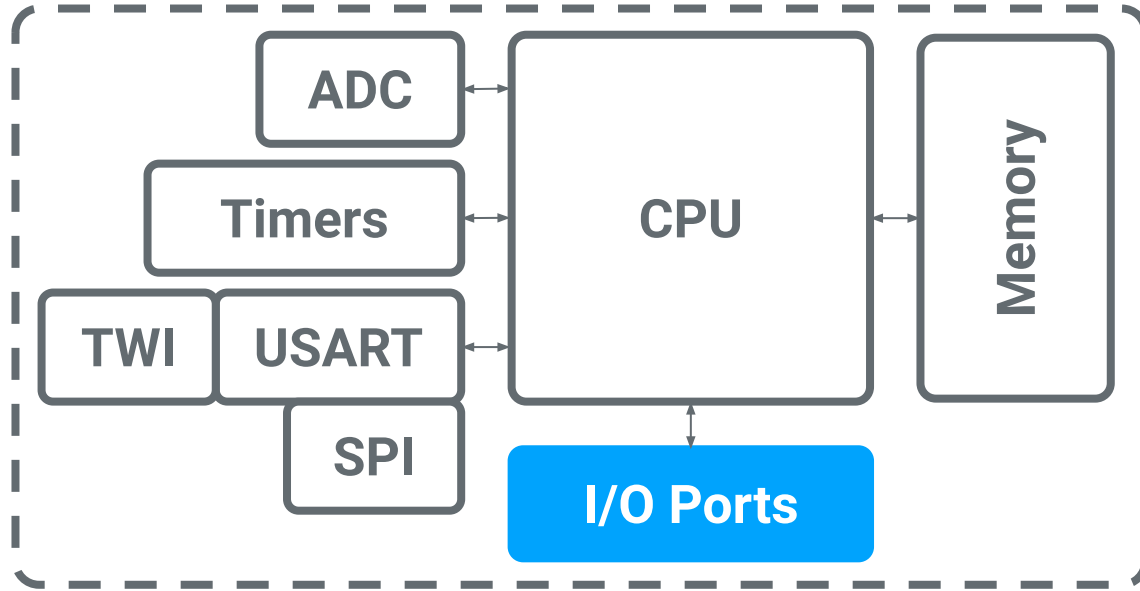 ADC
CPU
Memory
Timers
TWI
USART
SPI
I/O Ports